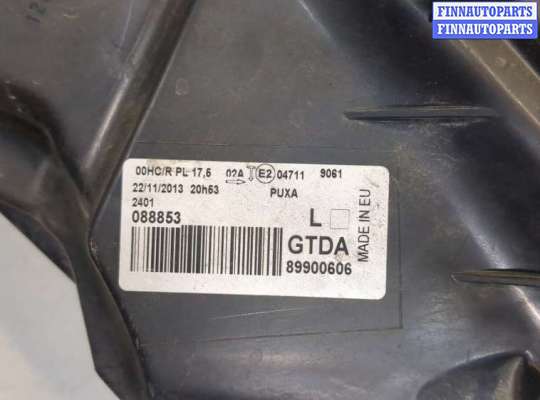 FINNAUTOPARTS
FINNAUTOPARTS
00HC/R PL 17,5 02A E2 04711 9061
22/11/2013 20h53 PUXA
2401
088853 L
GTDA
89900606
MADE IN EU